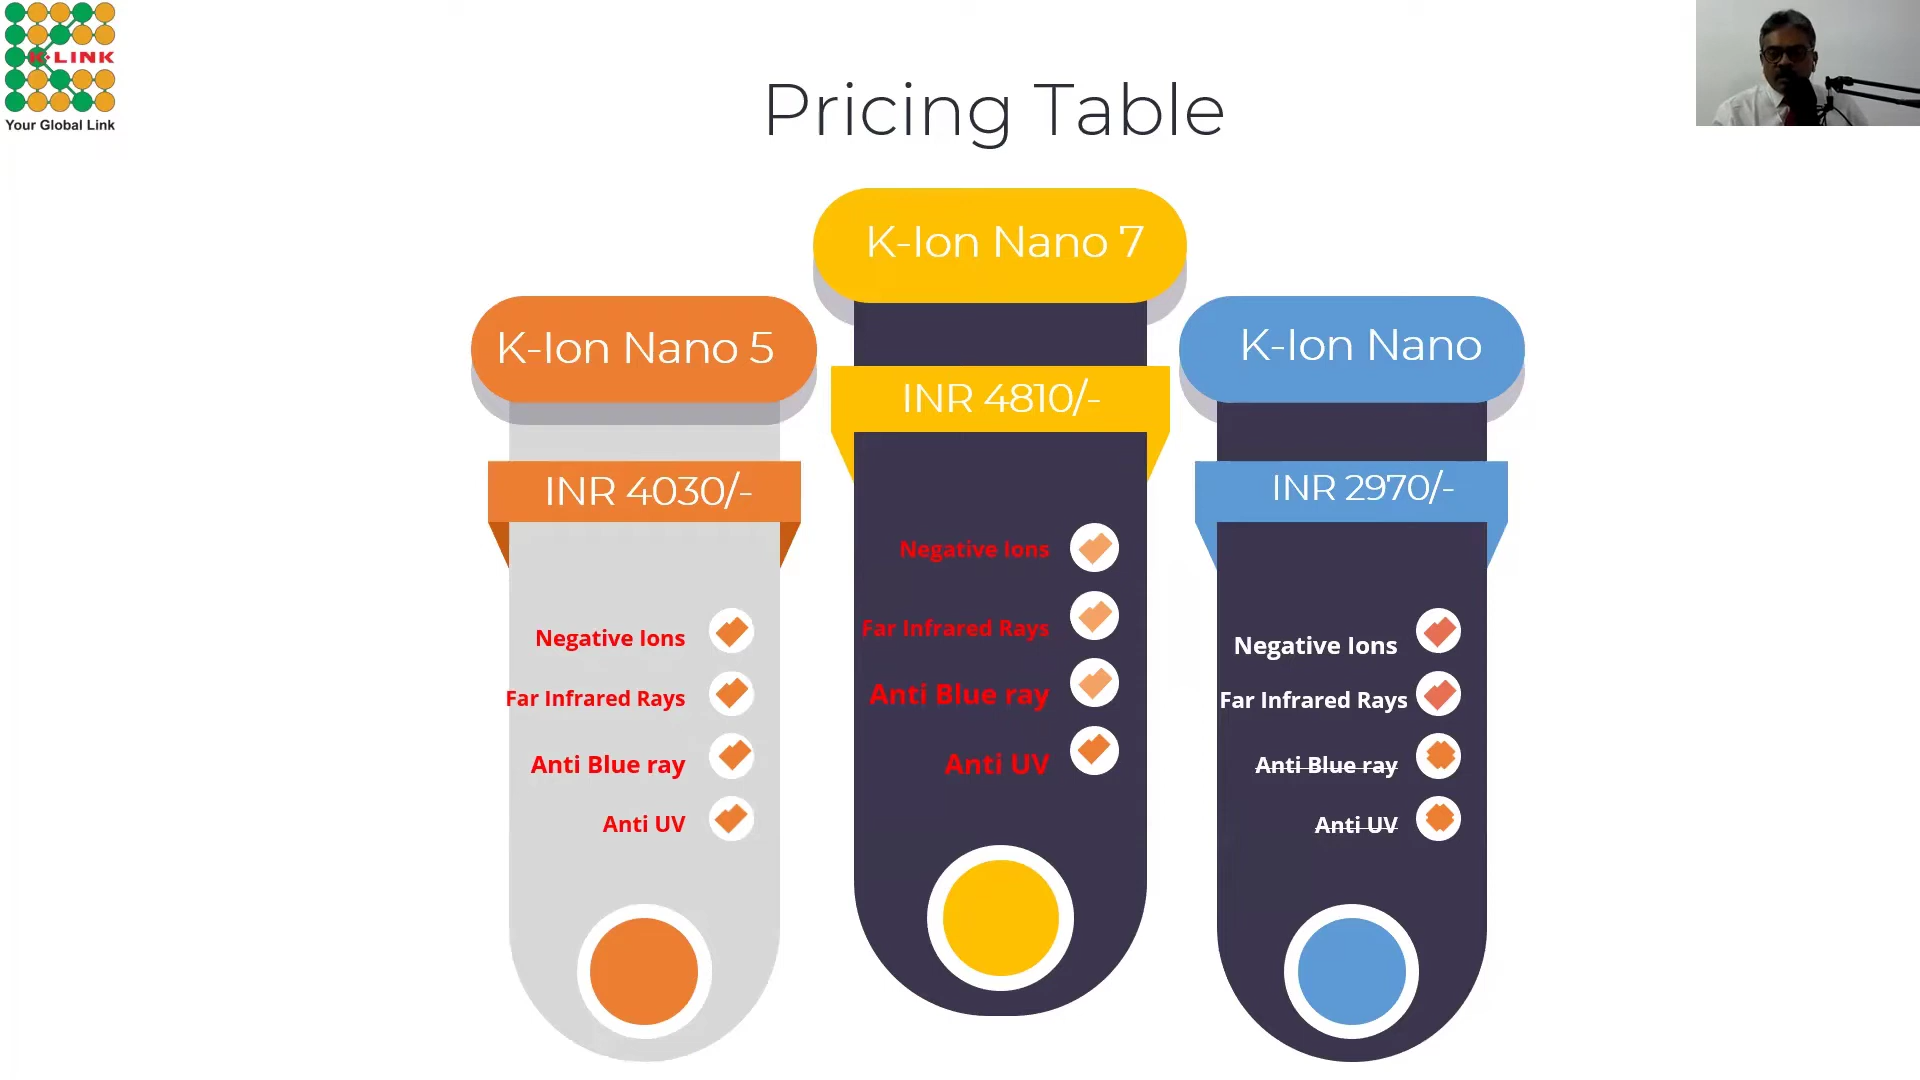 K-LINK
Your Global Link
Pricing Table
K-Ion Nano 5
INR 4030/-
Negative Ions
Far Infrared Rays
Anti Blue ray
Anti UV
K-Ion Nano 7
INR 4810/-
Negative Ions
Far Infrared Rays
Anti Blue ray
Anti UV
K-Ion Nano
INR 2970/-
Negative Ions
Far Infrared Rays
Anti Blue ray
Anti UV